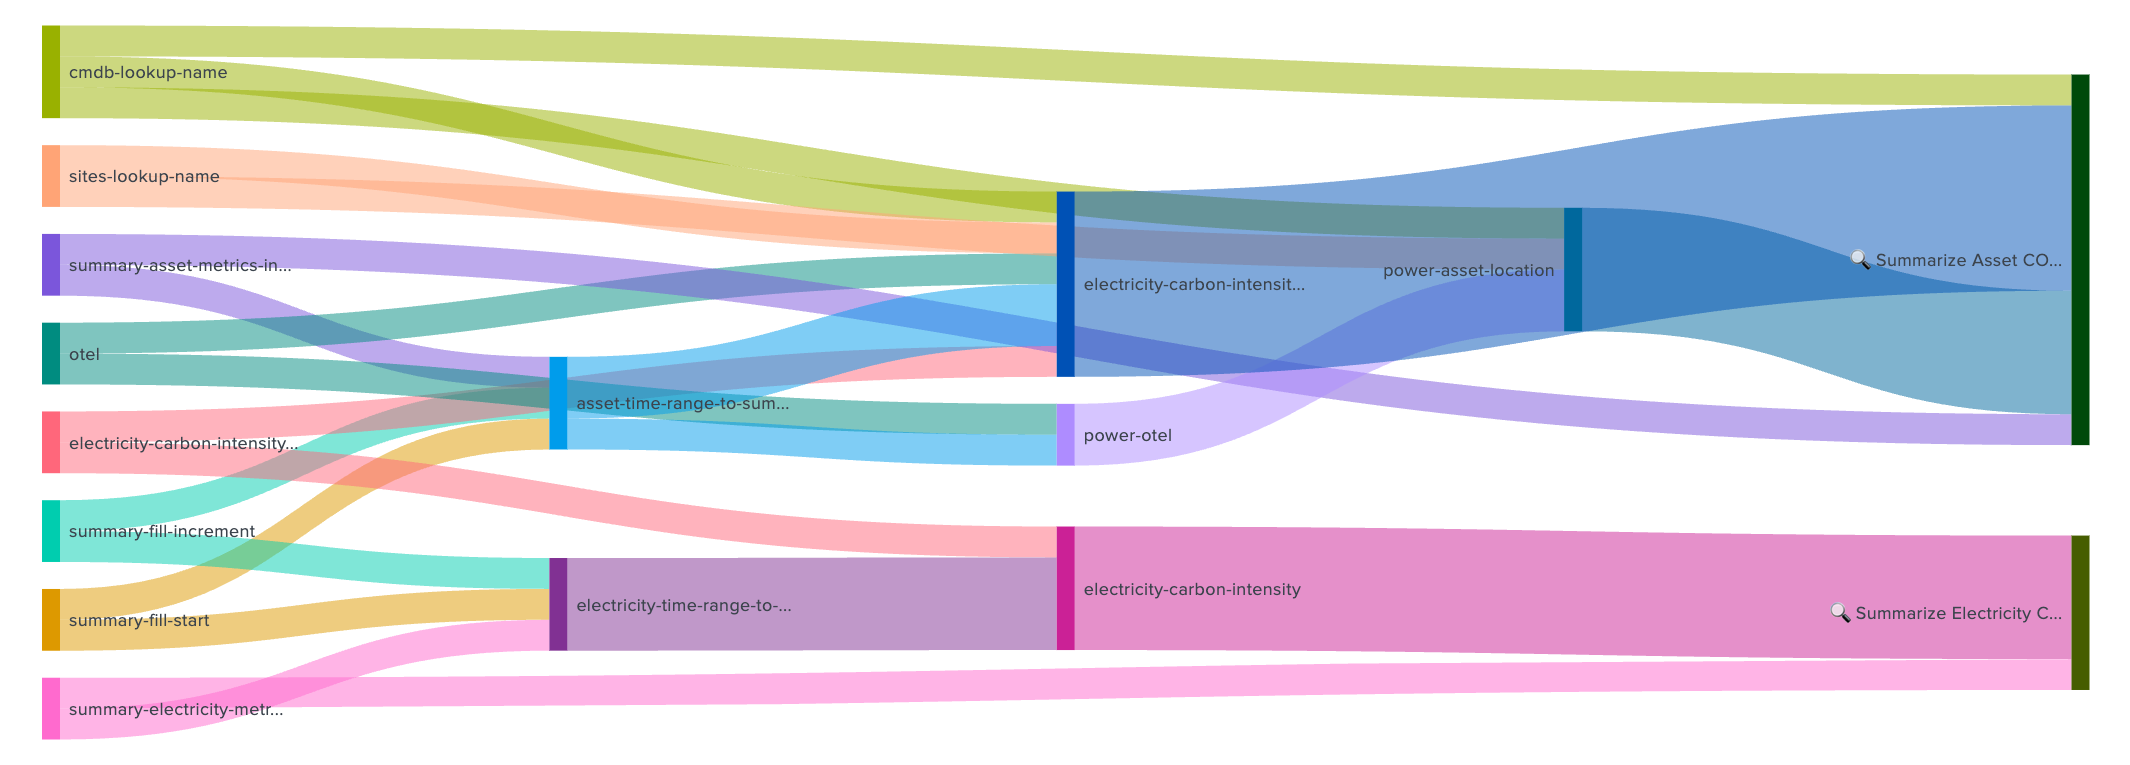 cmdb-lookup-name
sites-lookup-name
summary-asset-metrics-in...
otel
electricity-carbon-intensity...
summary-fill-increment
summary-fill-start
summary-electricity-metr...
asset-time-range-to-sum...
electricity-time-range-to-...
electricity-carbon-intensit...
power-otel
electricity-carbon-intensity
power-asset-location
🔍 Summarize Asset CO...
🔍 Summarize Electricity C...